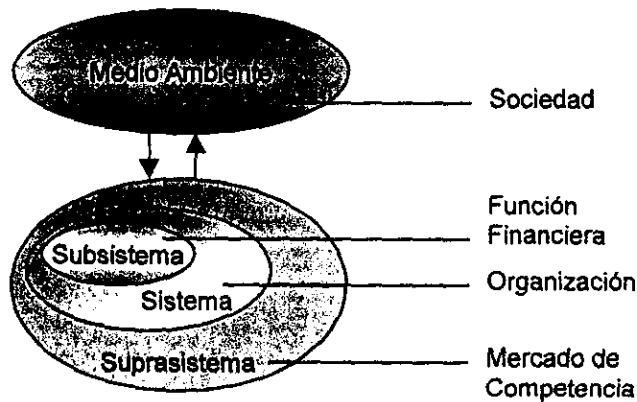 Medio Ambiente
Sociedad
Función
Financiera
Subsistema
Organización
Sistema
Suprasistema
Mercado de
Competencia